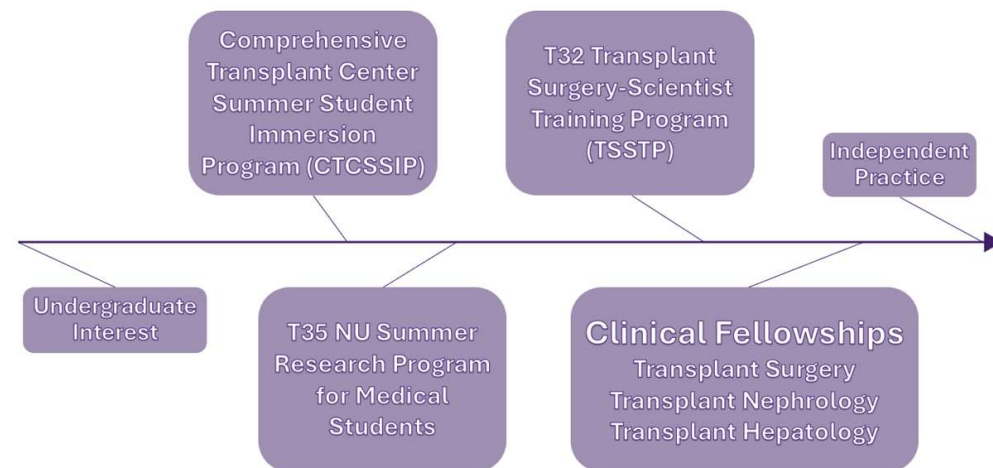 Comprehensive
Transplant Center
Summer Student
Immersion
Program (CTCSSIP)
T32 Transplant
Surgery-Scientist
Training Program
(TSSTP)
Independent
Practice
Undergraduate
Interest
T35 NU Summer
Research Program
for Medical
Students
Clinical Fellowships
Transplant Surgery
Transplant Nephrology
Transplant Hepatology